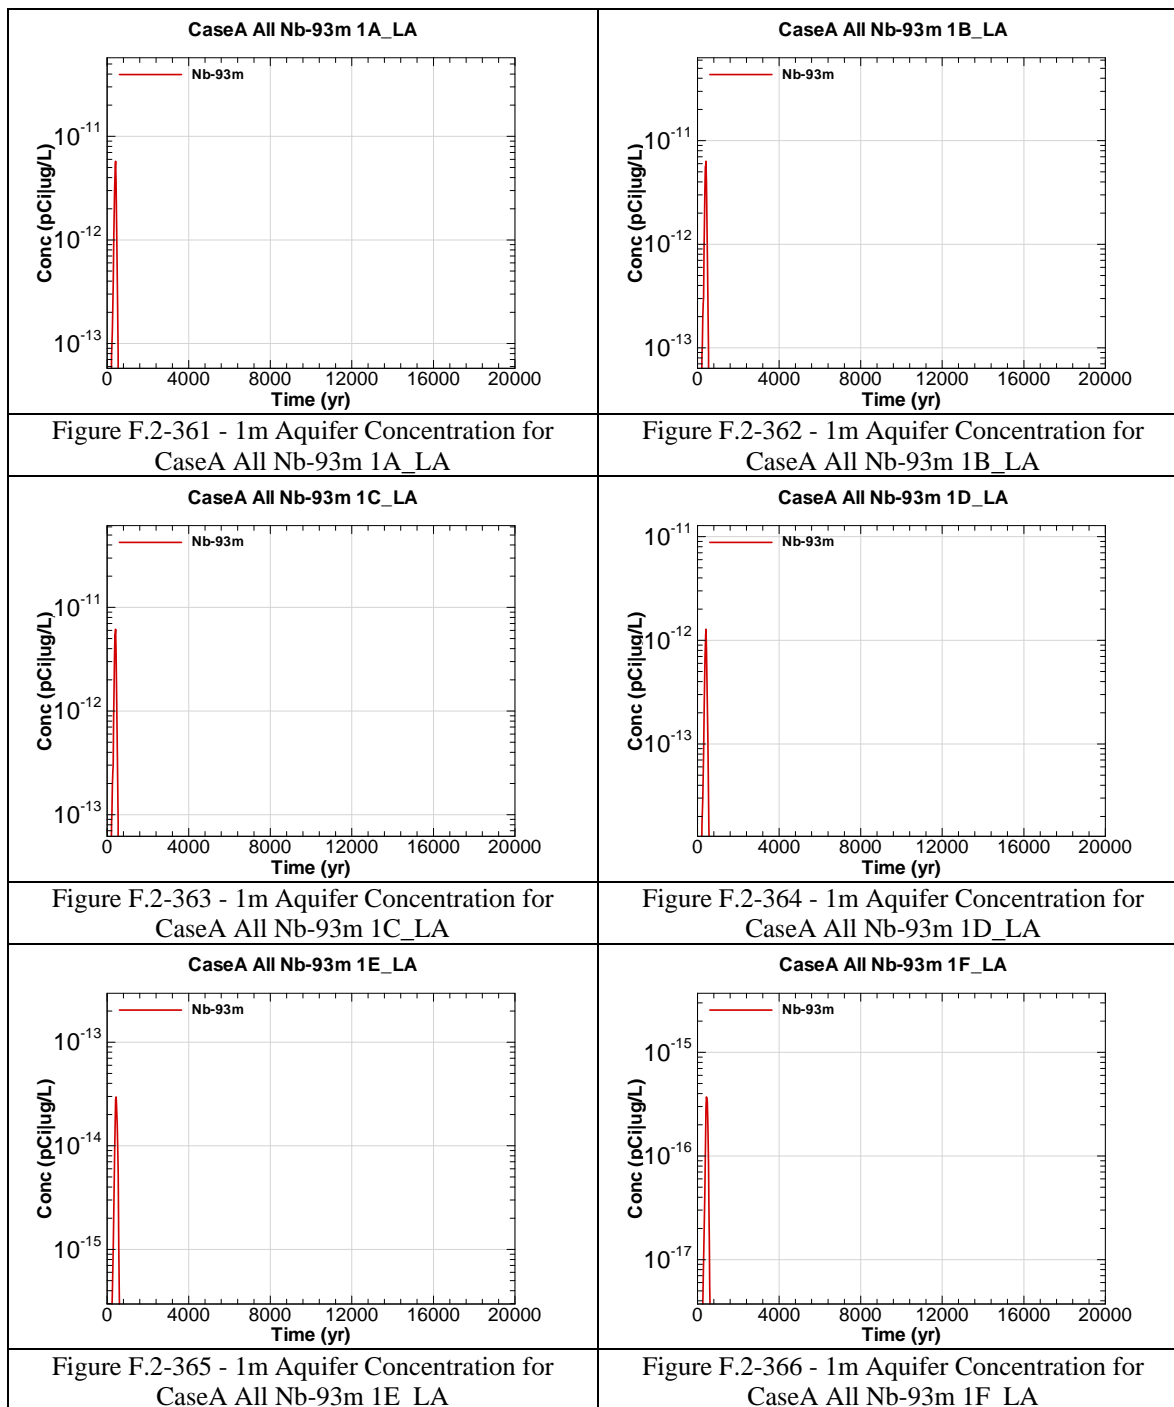 CaseA All Nb-93m 1A_LA
Nb-93m
Conc (pCi|ug/L)
10-11
10-12
10-13
0 4000 8000 12000 16000 20000
Time (yr)
Figure F.2-361 - 1m Aquifer Concentration for
CaseA All Nb-93m 1A_LA
CaseA All Nb-93m 1B_LA
Nb-93m
Conc (pCi|ug/L)
10-11
10-12
10-13
0 4000 8000 12000 16000 20000
Time (yr)
Figure F.2-362 - 1m Aquifer Concentration for
CaseA All Nb-93m 1B_LA
CaseA All Nb-93m 1C_LA
Nb-93m
Conc (pCi|ug/L)
10-11
10-12
10-13
0 4000 8000 12000 16000 20000
Time (yr)
Figure F.2-363 - 1m Aquifer Concentration for
CaseA All Nb-93m 1C_LA
CaseA All Nb-93m 1D_LA
Nb-93m
Conc (pCi|ug/L)
10-11
10-12
10-13
0 4000 8000 12000 16000 20000
Time (yr)
Figure F.2-364 - 1m Aquifer Concentration for
CaseA All Nb-93m 1D_LA
CaseA All Nb-93m 1E_LA
Nb-93m
Conc (pCi|ug/L)
10-13
10-14
10-15
0 4000 8000 12000 16000 20000
Time (yr)
Figure F.2-365 - 1m Aquifer Concentration for
CaseA All Nb-93m 1E_LA
CaseA All Nb-93m 1F_LA
Nb-93m
Conc (pCi|ug/L)
10-15
10-16
10-17
0 4000 8000 12000 16000 20000
Time (yr)
Figure F.2-366 - 1m Aquifer Concentration for
CaseA All Nb-93m 1F_LA